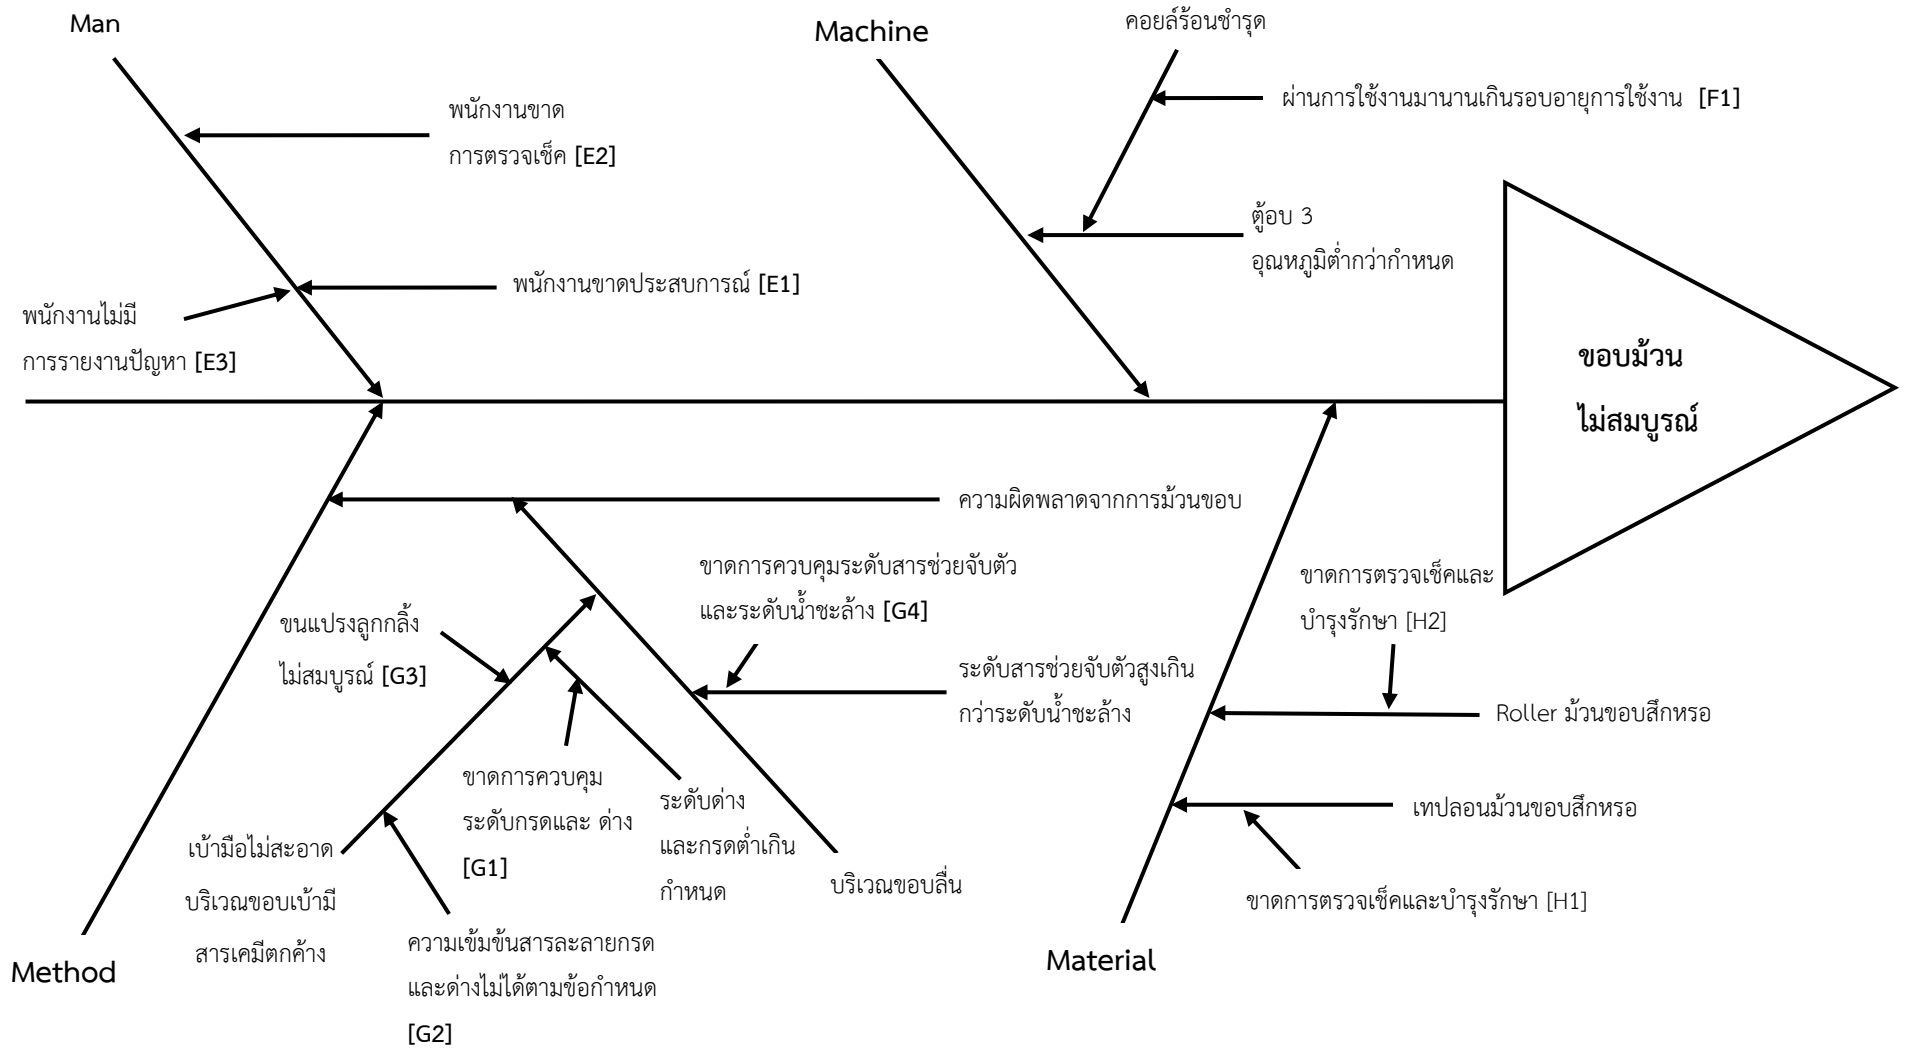 Man
พนักงานขาด
การตรวจเช็ค [E2]
พนักงานขาดประสบการณ์ [E1]
พนักงานไม่มี
การรายงานปัญหา [E3]
Machine
คอยล์ร้อนชำรุด
ผ่านการใช้งานมานานเกินรอบอายุการใช้งาน [F1]
ตู้อบ 3
อุณหภูมิต่ำกว่ากำหนด
ขอบม้วน
ไม่สมบูรณ์
ความผิดพลาดจากการม้วนขอบ
ขาดการควบคุมระดับสารช่วยจับตัว
และระดับน้ำชะล้าง [G4]
ระดับสารช่วยจับตัวสูงเกิน
กว่าระดับน้ำชะล้าง
ขนแปรงลูกกลิ้ง
ไม่สมบูรณ์ [G3]
ขาดการควบคุม
ระดับกรดและ ด่าง
[G1]
ระดับด่าง
และกรดต่ำเกิน
กำหนด
บริเวณขอบลื่น
เบ้ามือไม่สะอาด
บริเวณขอบเบ้ามี
สารเคมีตกค้าง
ความเข้มข้นสารละลายกรด
และด่างไม่ได้ตามข้อกำหนด
[G2]
Method
ขาดการตรวจเช็คและ
บำรุงรักษา [H2]
Roller ม้วนขอบสึกหรอ
เทปลอนม้วนขอบสึกหรอ
ขาดการตรวจเช็คและบำรุงรักษา [H1]
Material